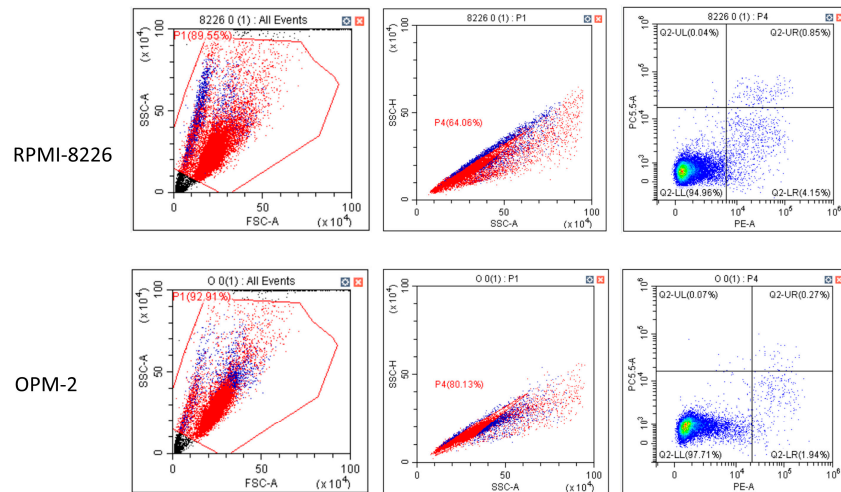 RPMI-8226
8226 0 (1) : All Events
P1(89.55%)
SSC-A
(x 10⁴)
100
50
0
0
50
100
FSC-A
(x 10⁴)
8226 0 (1) : P1
P4(64.06%)
SSC-H
(x 10⁴)
100
50
0
0
50
100
SSC-A
(x 10⁴)
8226 0 (1) : P4
Q2-UL(0.04%)
Q2-UR(0.85%)
Q2-LL(94.96%)
Q2-LR(4.15%)
PC5.5-A
10⁶
10⁵
10⁴
10³
0
0
10⁴
10⁵
10⁶
PE-A
OPM-2
O 0(1) : All Events
P1(92.91%)
SSC-A
(x 10⁴)
100
50
0
0
50
100
FSC-A
(x 10⁴)
O 0(1) : P1
P4(80.13%)
SSC-H
(x 10⁴)
100
50
0
0
50
100
SSC-A
(x 10⁴)
O 0(1) : P4
Q2-UL(0.07%)
Q2-UR(0.27%)
Q2-LL(97.71%)
Q2-LR(1.94%)
PC5.5-A
10⁶
10⁵
10⁴
10³
0
0
10³
10⁴
10⁵
10⁶
PE-A